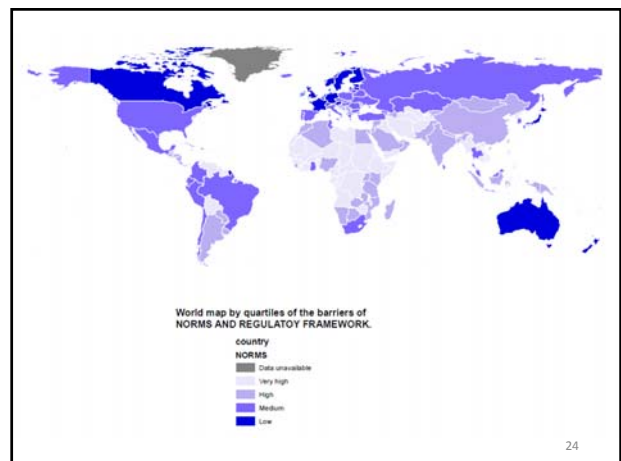 World map by quartiles of the barriers of
NORMS AND REGULATOY FRAMEWORK.
country
NORMS
Data unavailable
Very high
High
Medium
Low
24